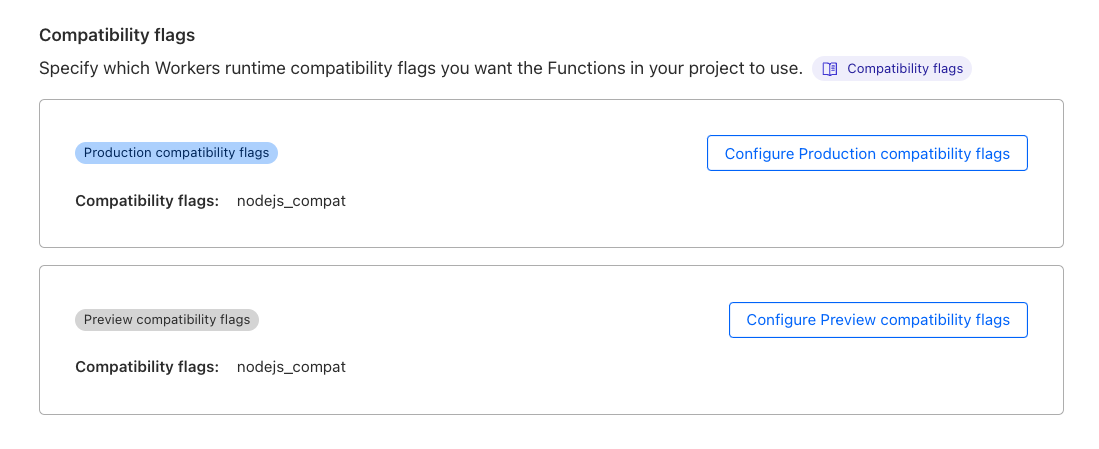 Compatibility flags
Specify which Workers runtime compatibility flags you want the Functions in your project to use. Compatibility flags
Production compatibility flags Configure Production compatibility flags
Compatibility flags: nodejs_compat
Preview compatibility flags Configure Preview compatibility flags
Compatibility flags: nodejs_compat